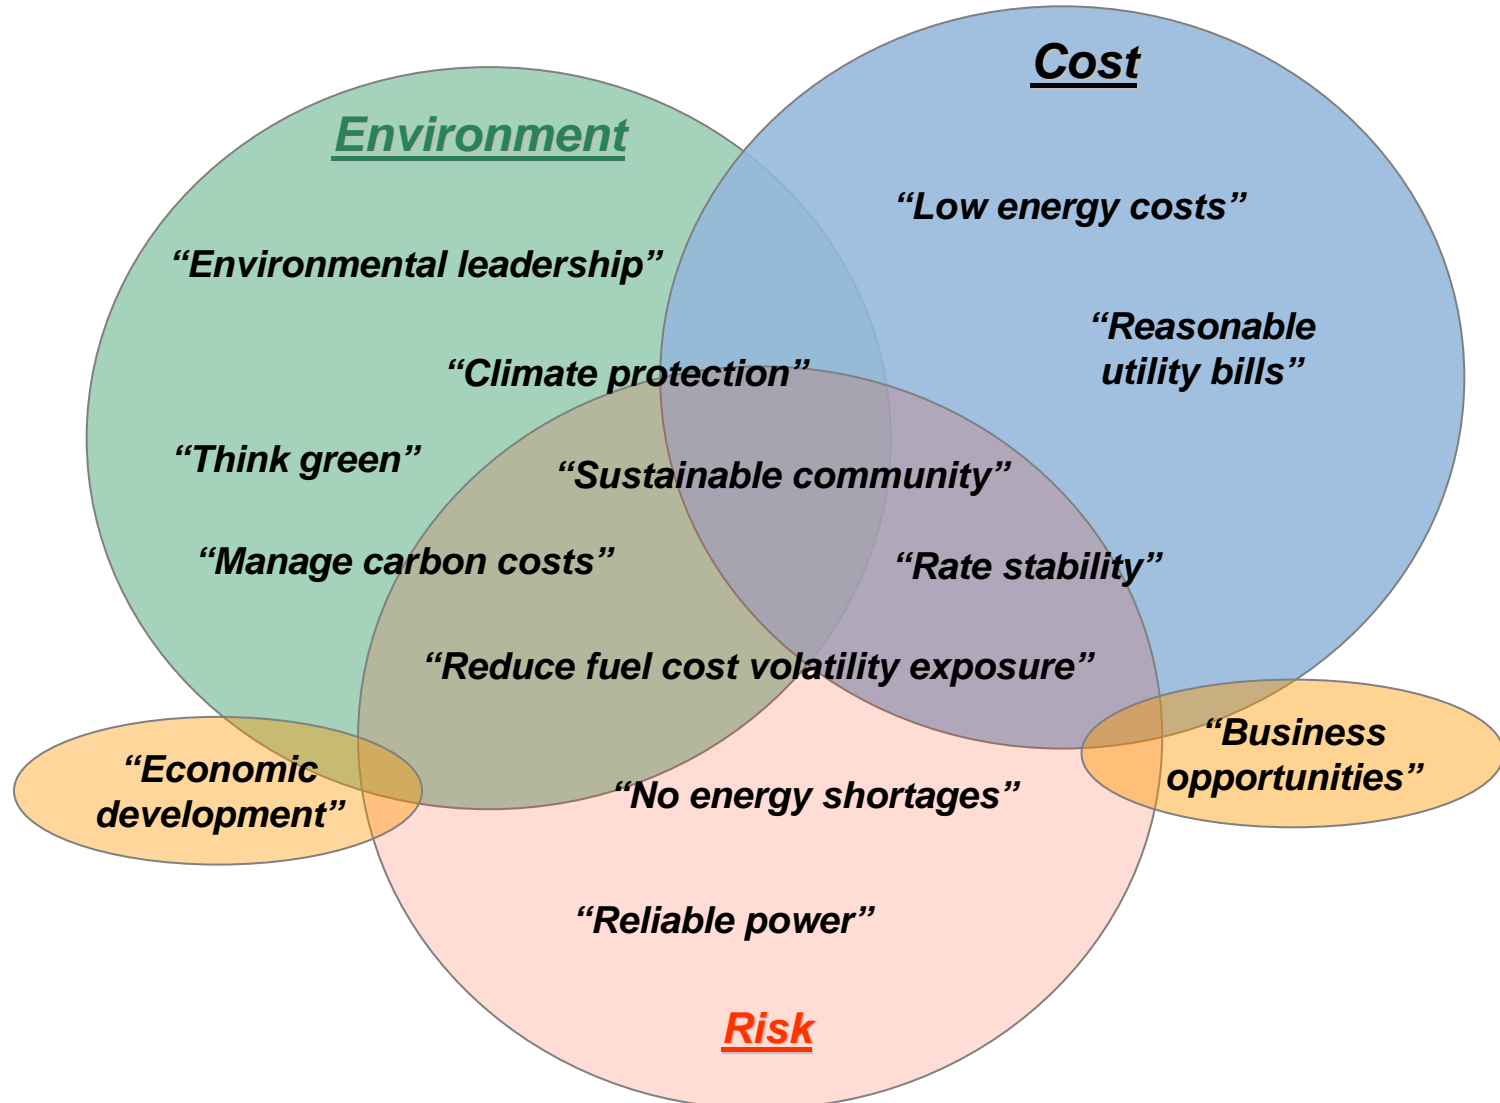 Cost
Environment
“Low energy costs”
“Environmental leadership”
“Reasonable
utility bills”
“Climate protection”
“Think green”
“Sustainable community”
“Manage carbon costs”
“Rate stability”
“Reduce fuel cost volatility exposure”
“Business
opportunities”
“Economic
development”
“No energy shortages”
“Reliable power”
Risk